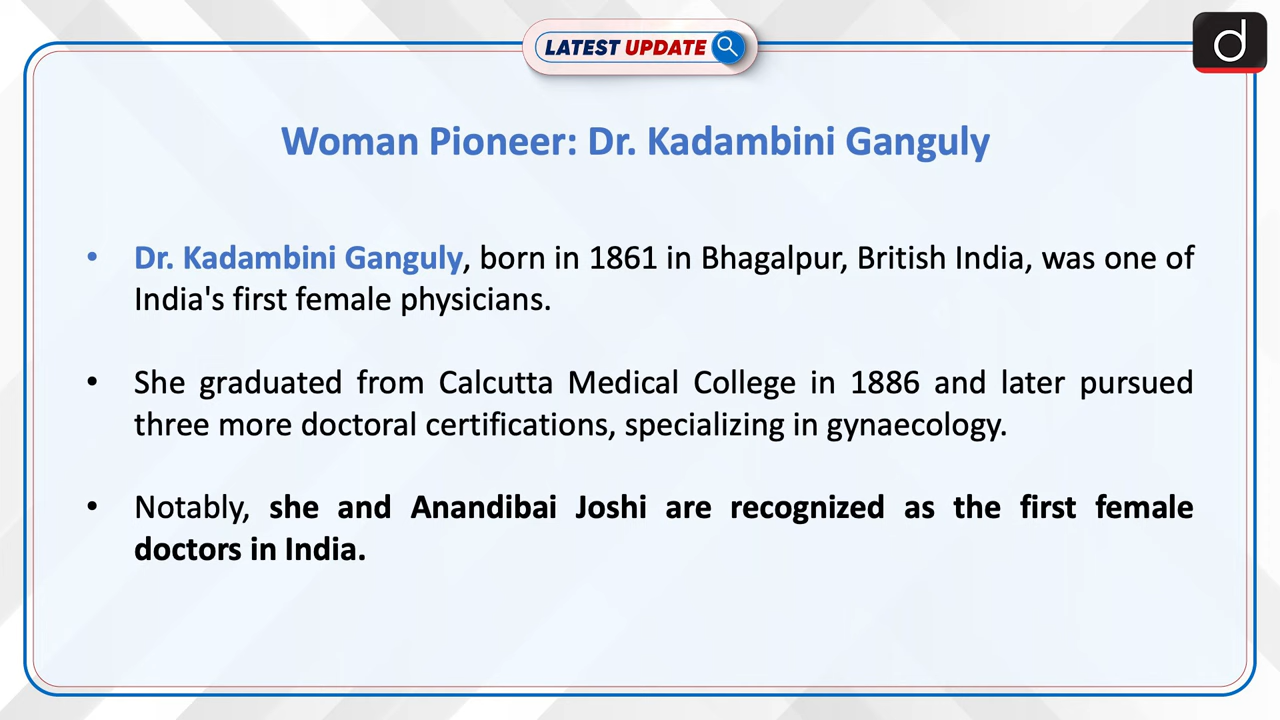 LATEST UPDATE
d
Woman Pioneer: Dr. Kadambini Ganguly
• Dr. Kadambini Ganguly, born in 1861 in Bhagalpur, British India, was one of
India's first female physicians.
• She graduated from Calcutta Medical College in 1886 and later pursued
three more doctoral certifications, specializing in gynaecology.
• Notably, she and Anandibai Joshi are recognized as the first female
doctors in India.